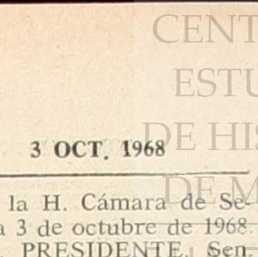 CENT
ESTU
DE HIS
DE M
3 OCT. 1968
la H. Cámara de Se-
a 3 de octubre de 1968.
PRESIDENTE, Sen.